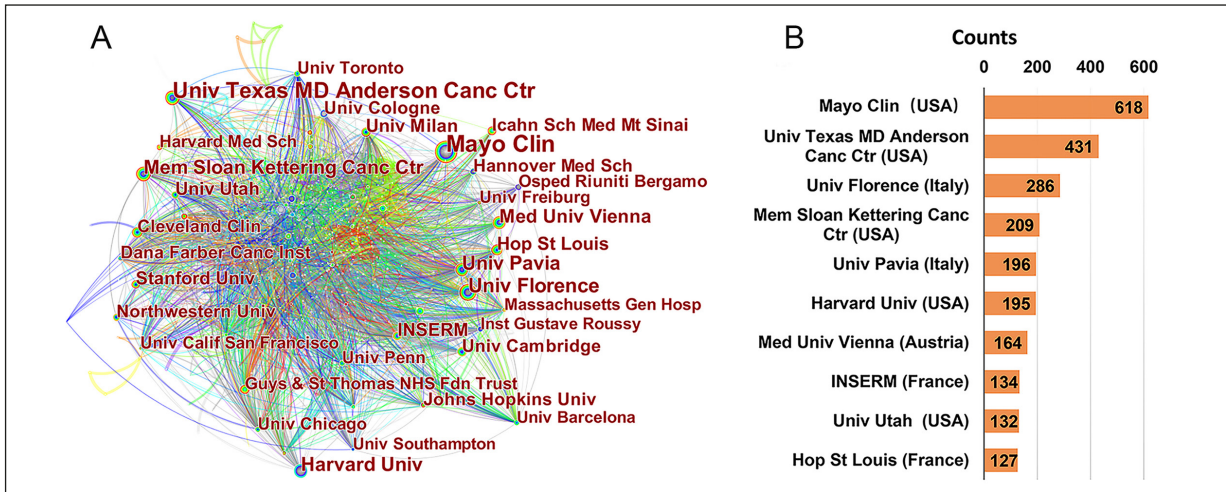 A
Univ Toronto
Univ Texas MD Anderson Canc Ctr
Univ Cologne
Univ Milan
Icahn Sch Med Mt Sinai
Harvard Med Sch
Mayo Clin
Mem Sloan Kettering Canc Ctr
Hannover Med Sch
Osped Riuniti Bergamo
Univ Utah
Univ Freiburg
Med Univ Vienna
Cleveland Clin
Hop St Louis
Dana Farber Canc Inst
Univ Pavia
Stanford Univ
Univ Florence
Massachusetts Gen Hosp
Northwestern Univ
Inst Gustave Roussy
INSERM
Univ Calif San Francisco
Univ Cambridge
Univ Penn
Guys & St Thomas NHS Fdn Trust
Johns Hopkins Univ
Univ Barcelona
Univ Chicago
Univ Southampton
Harvard Univ
B
Counts
0 200 400 600
Mayo Clin (USA) 618
Univ Texas MD Anderson
Canc Ctr (USA) 431
Univ Florence (Italy) 286
Mem Sloan Kettering Canc
Ctr (USA) 209
Univ Pavia (Italy) 196
Harvard Univ (USA) 195
Med Univ Vienna (Austria) 164
INSERM (France) 134
Univ Utah (USA) 132
Hop St Louis (France) 127